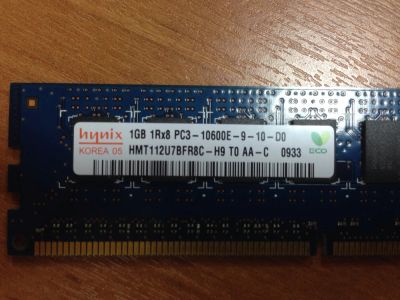 hynix
KOREA 05
1GB 1Rx8 PC3-10600E-9-10-D0
HMT112U7BFR8C-H9 T0 AA-C 0933
ECO